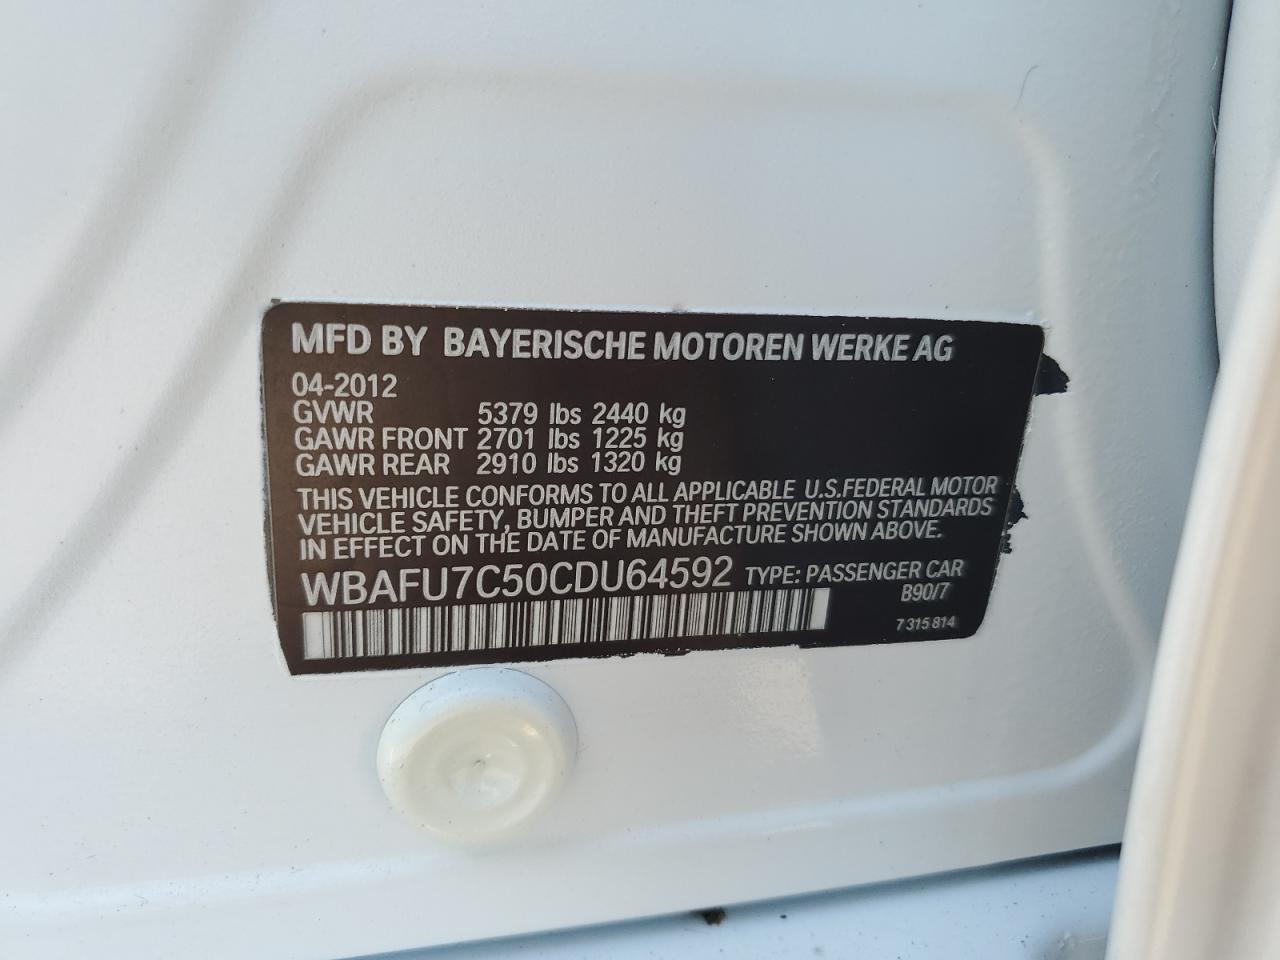 MFD BY BAYERISCHE MOTOREN WERKE AG
04-2012
GVWR 5379 lbs 2440 kg
GAWR FRONT 2701 lbs 1225 kg
GAWR REAR 2910 lbs 1320 kg
THIS VEHICLE CONFORMS TO ALL APPLICABLE U.S.FEDERAL MOTOR
VEHICLE SAFETY, BUMPER AND THEFT PREVENTION STANDARDS
IN EFFECT ON THE DATE OF MANUFACTURE SHOWN ABOVE.
WBAFU7C50CDU64592 TYPE: PASSENGER CAR
B90/7
7 315 814